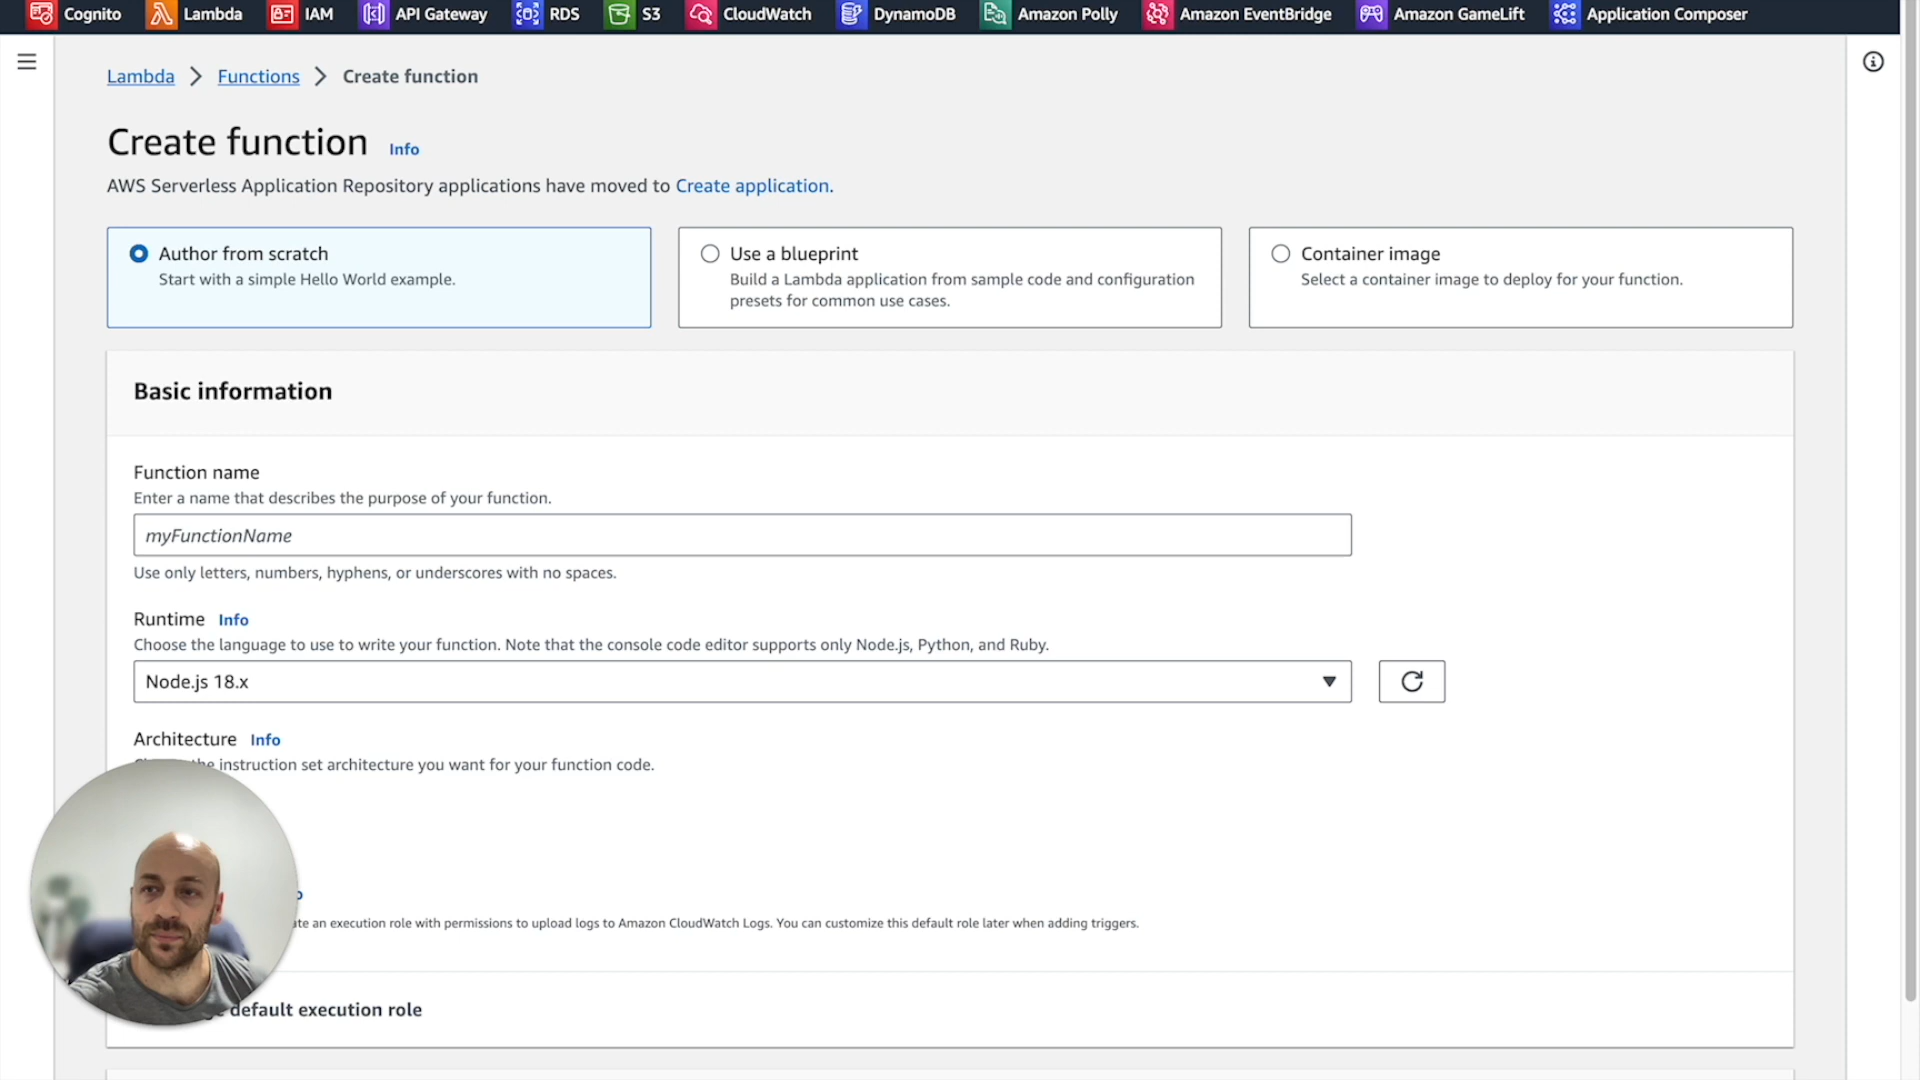 Cognito Lambda IAM API Gateway RDS S3 CloudWatch DynamoDB Amazon Polly Amazon EventBridge Amazon GameLift Application Composer
Lambda Functions Create function
Create function Info
AWS Serverless Application Repository applications have moved to Create application.
Author from scratch
Start with a simple Hello World example.
Use a blueprint
Build a Lambda application from sample code and configuration
presets for common use cases.
Container image
Select a container image to deploy for your function.
Basic information
Function name
Enter a name that describes the purpose of your function.
myFunctionName
Use only letters, numbers, hyphens, or underscores with no spaces.
Runtime Info
Choose the language to use to write your function. Note that the console code editor supports only Node.js, Python, and Ruby.
Node.js 18.x
Architecture Info
instruction set architecture you want for your function code.
an execution role with permissions to upload logs to Amazon CloudWatch Logs. You can customize this default role later when adding triggers.
default execution role